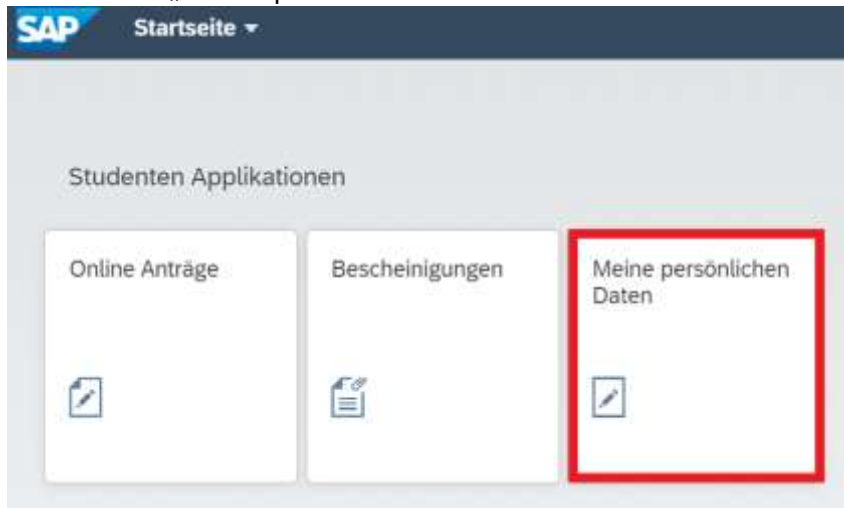 SAP Startseite
Studenten Applikationen
Online Anträge
Bescheinigungen
Meine persönlichen
Daten